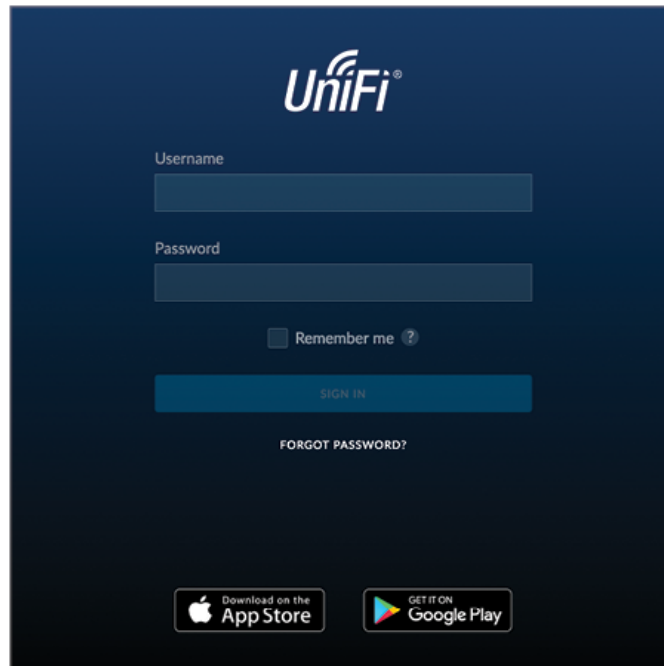 UniFi®
Username
Password
Remember me ?
SIGN IN
FORGOT PASSWORD?
Download on the
App Store
GET IT ON
Google Play